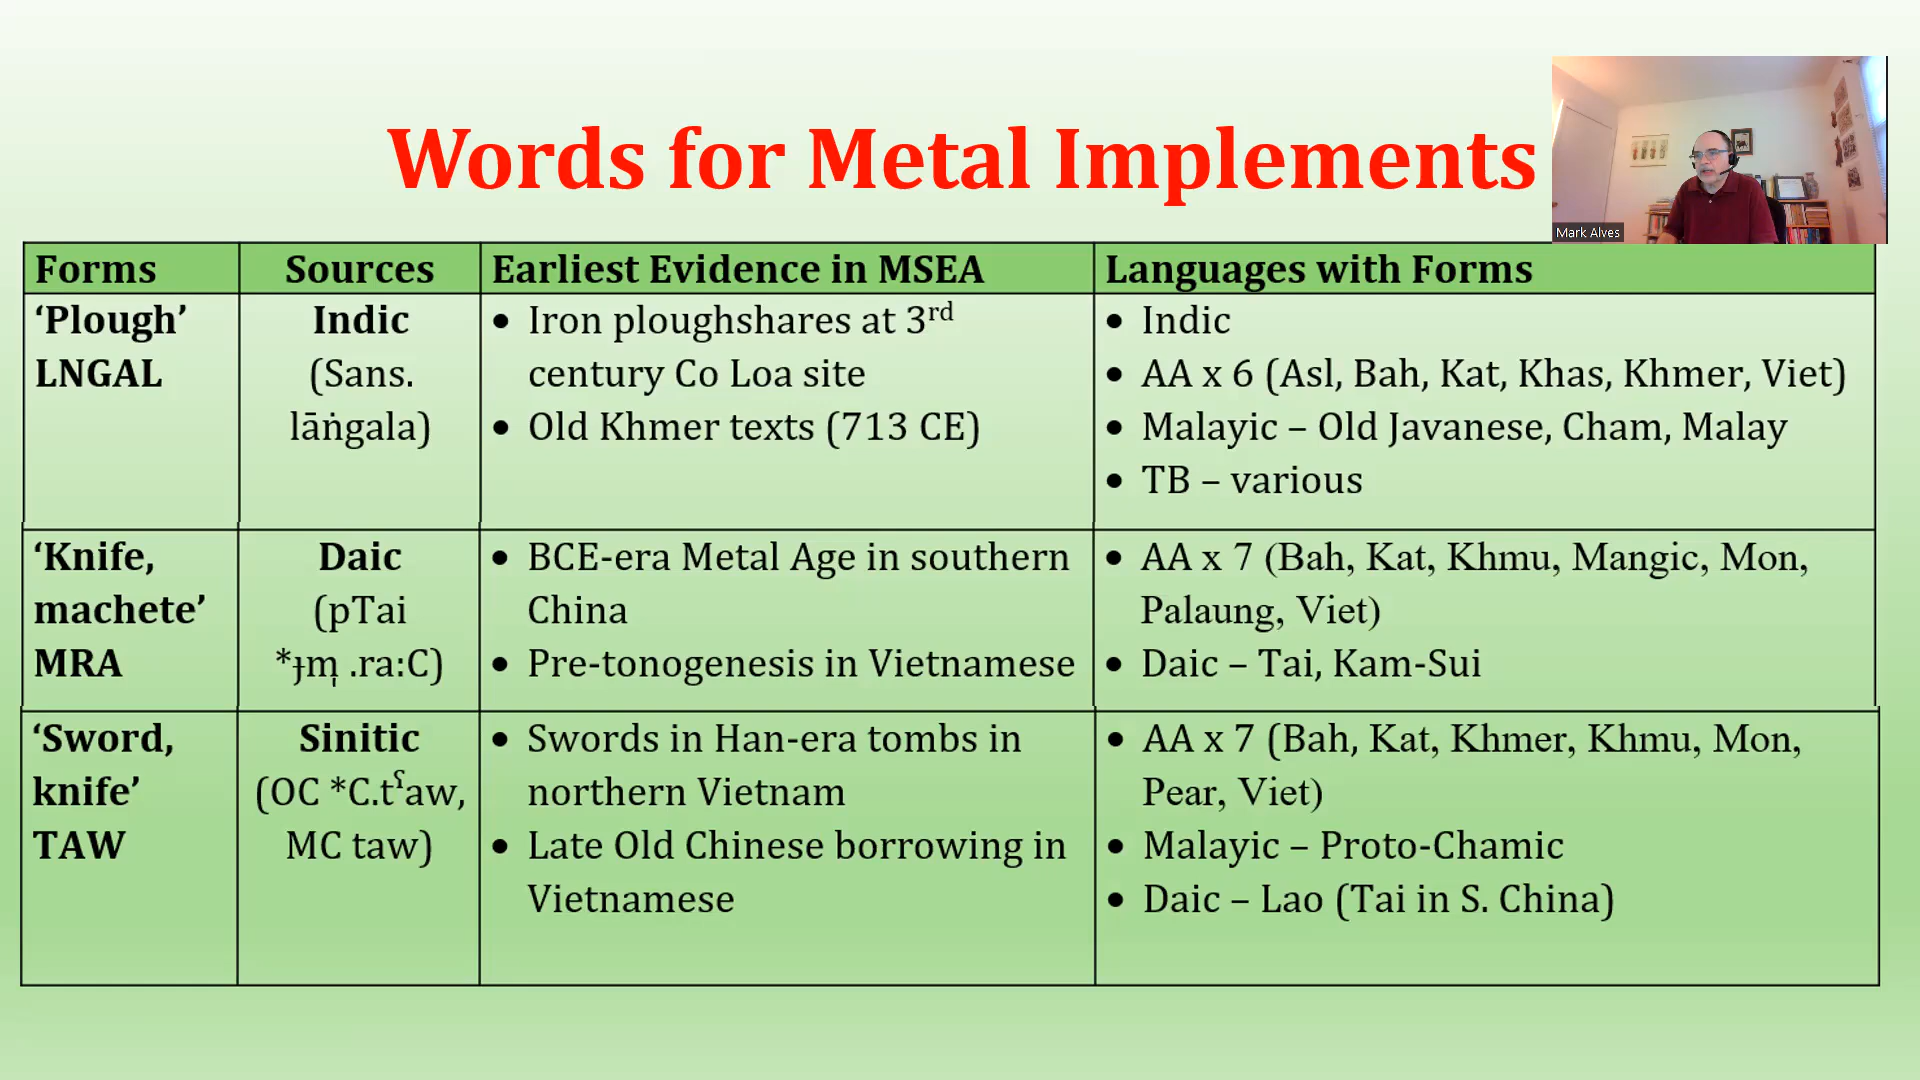 Words for Metal Implements
Mark Alves
Forms
Sources
Earliest Evidence in MSEA
Languages with Forms
‘Plough’
LNGAL
Indic
(Sans.
lāṅgala)
• Iron ploughshares at 3rd
century Co Loa site
• Old Khmer texts (713 CE)
• Indic
• AA x 6 (Asl, Bah, Kat, Khas, Khmer, Viet)
• Malayic – Old Javanese, Cham, Malay
• TB – various
‘Knife,
machete’
MRA
Daic
(pTai
*ɟm̩ .ra:C)
• BCE-era Metal Age in southern
China
• Pre-tonogenesis in Vietnamese
• AA x 7 (Bah, Kat, Khmu, Mangic, Mon,
Palaung, Viet)
• Daic – Tai, Kam-Sui
‘Sword,
knife’
TAW
Sinitic
(OC *C.tˤaw,
MC taw)
• Swords in Han-era tombs in
northern Vietnam
• Late Old Chinese borrowing in
Vietnamese
• AA x 7 (Bah, Kat, Khmer, Khmu, Mon,
Pear, Viet)
• Malayic – Proto-Chamic
• Daic – Lao (Tai in S. China)